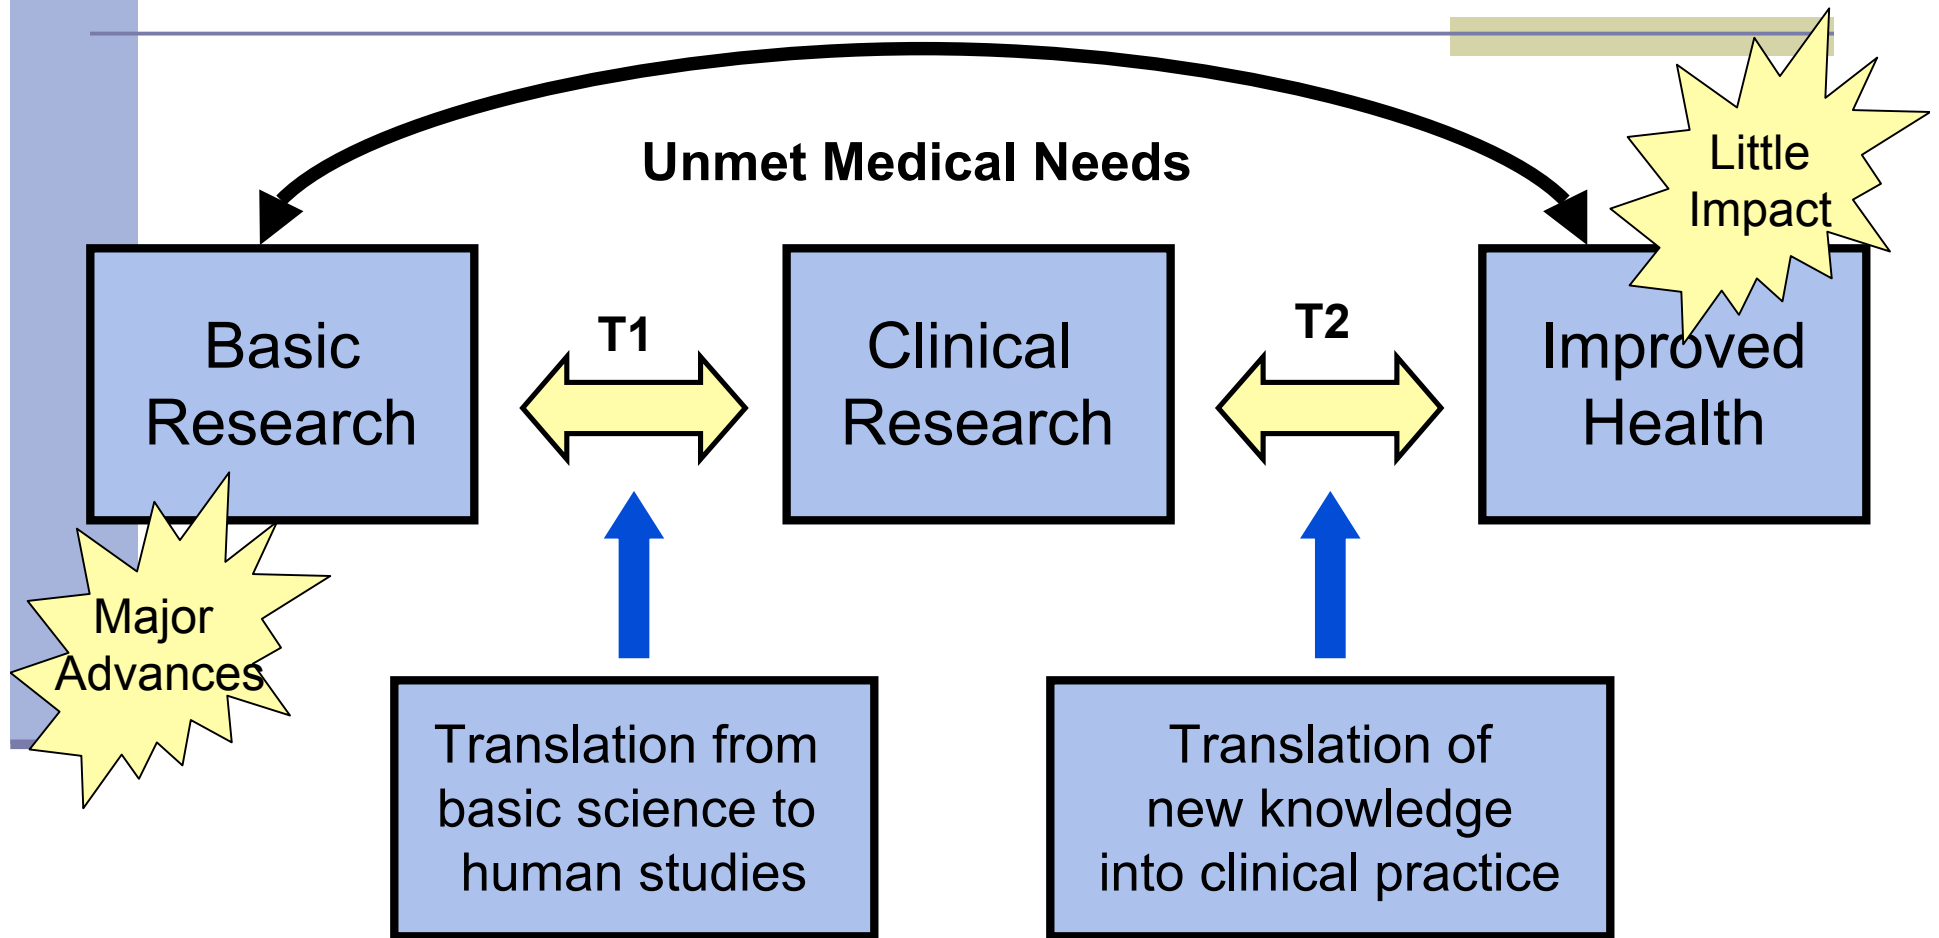 Unmet Medical Needs
Little
Impact
Basic
Research
T1
Clinical
Research
T2
Improved
Health
Major
Advances
Translation from
basic science to
human studies
Translation of
new knowledge
into clinical practice